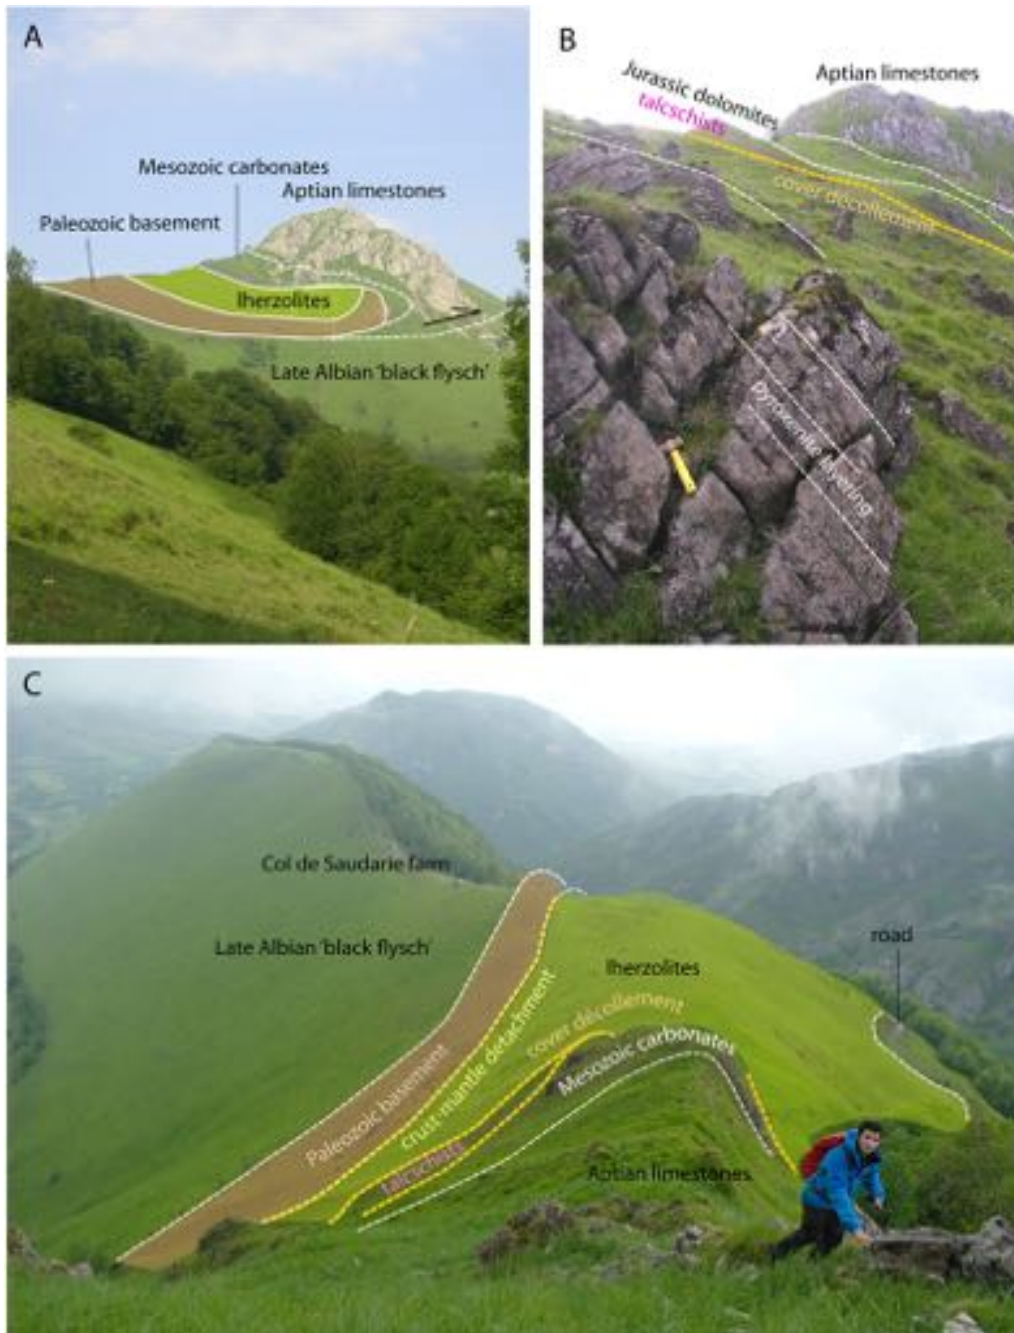 A
Mesozoic carbonates
Aptian limestones
Paleozoic basement
lherzolites
Late Albian 'black flysch'
B
Aptian limestones
Jurassic dolomites
talcschists
cover décollement
pyroxenite layering
C
Col de Saudarie farm
Late Albian 'black flysch'
road
lherzolites
cover décollement
Mesozoic carbonates
crust-mantle detachment
Paleozoic basement
talcschists
Aptian limestones